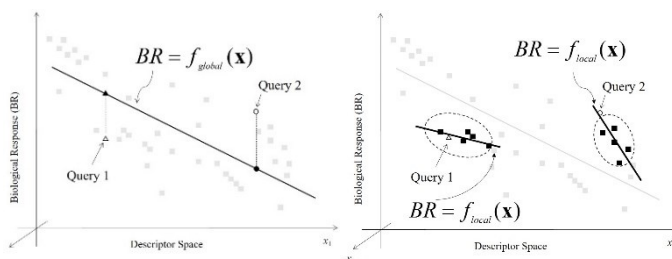 BR = f_global(x)
Query 2
Query 1
Biological Response (BR)
Descriptor Space
x₁
BR = f_local(x)
Query 2
Query 1
BR = f_local(x)
Biological Response (BR)
Descriptor Space
x
x